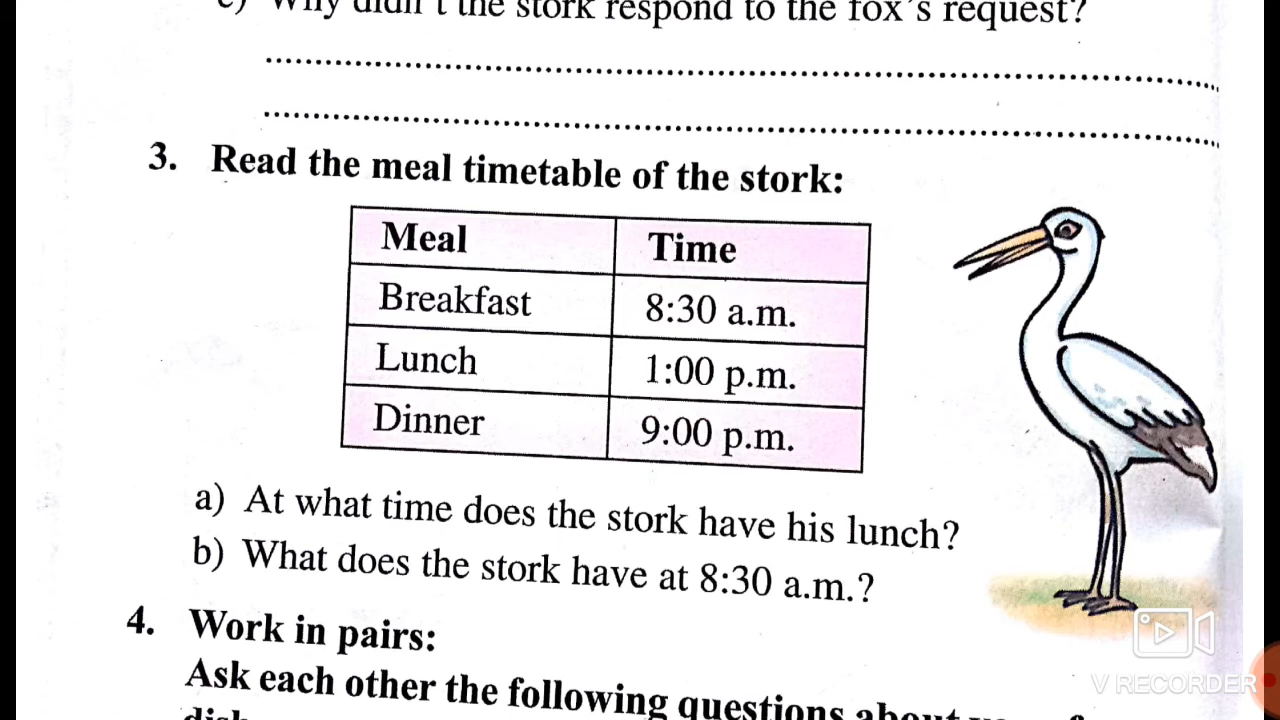 c) Why didn't the stork respond to the fox's request?
3. Read the meal timetable of the stork:
Meal Time
Breakfast 8:30 a.m.
Lunch 1:00 p.m.
Dinner 9:00 p.m.
a) At what time does the stork have his lunch?
b) What does the stork have at 8:30 a.m.?
4. Work in pairs:
Ask each other the following questions about
V RECORDER